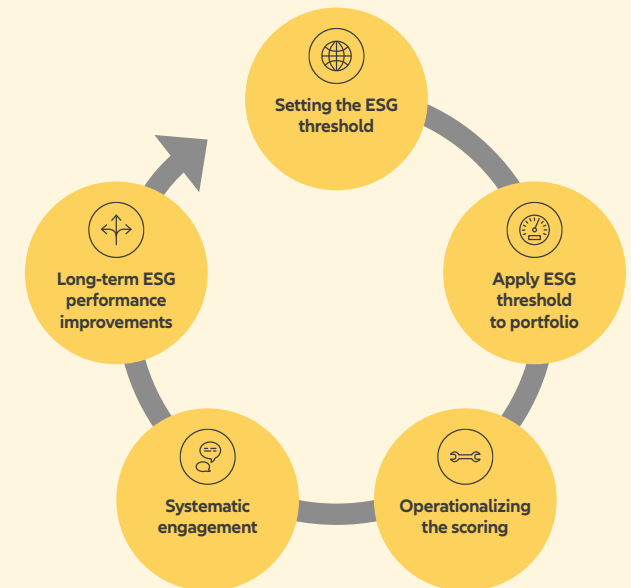 Setting the ESG
threshold
Apply ESG
threshold
to portfolio
Operationalizing
the scoring
Systematic
engagement
Long-term ESG
performance
improvements